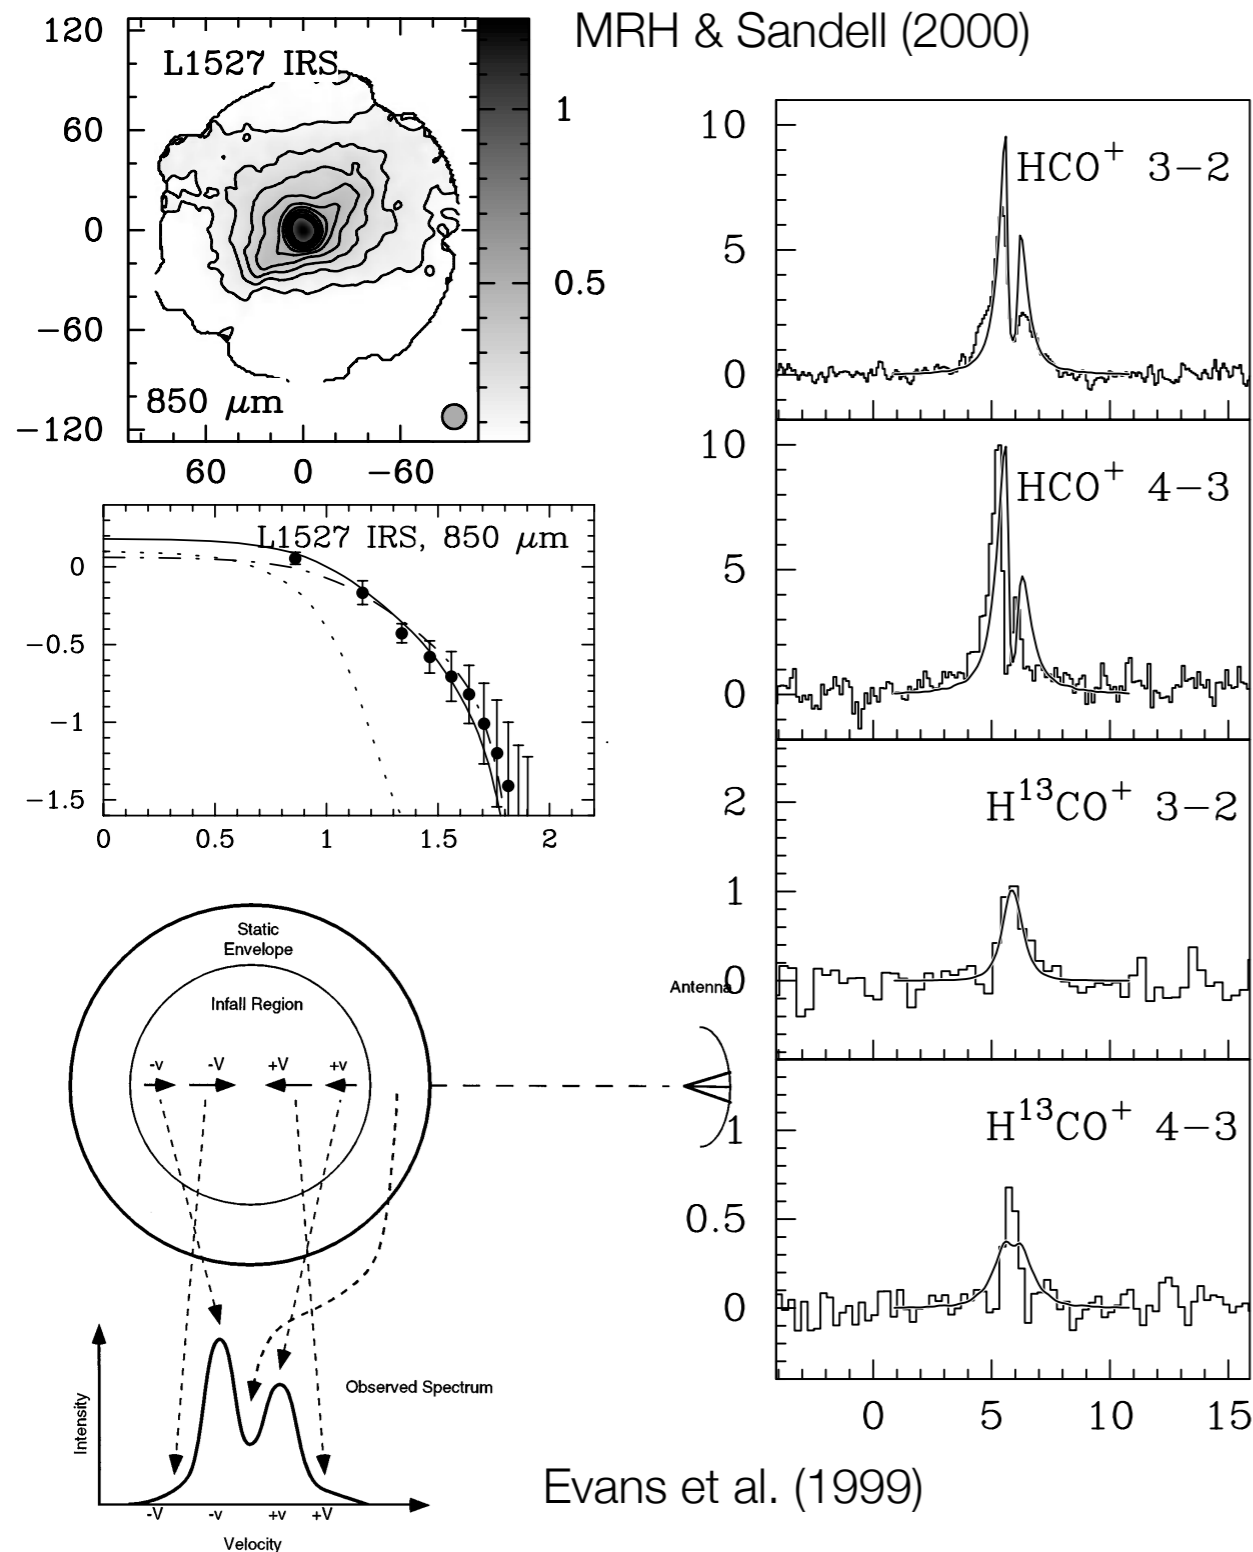 MRH & Sandell (2000)
120
60
0
−60
−120
L1527 IRS
850 μm
60 0 −60
1
0.5
L1527 IRS, 850 μm
0
−0.5
−1
−1.5
0 0.5 1 1.5 2
HCO+ 3−2
10
5
0
HCO+ 4−3
10
5
0
H13CO+ 3−2
2
1
0
H13CO+ 4−3
1
0.5
0
0 5 10 15
Static
Envelope
Infall Region
-v -V +V +v
Antenna
Observed Spectrum
Intensity
-V -v +v +V
Velocity
Evans et al. (1999)